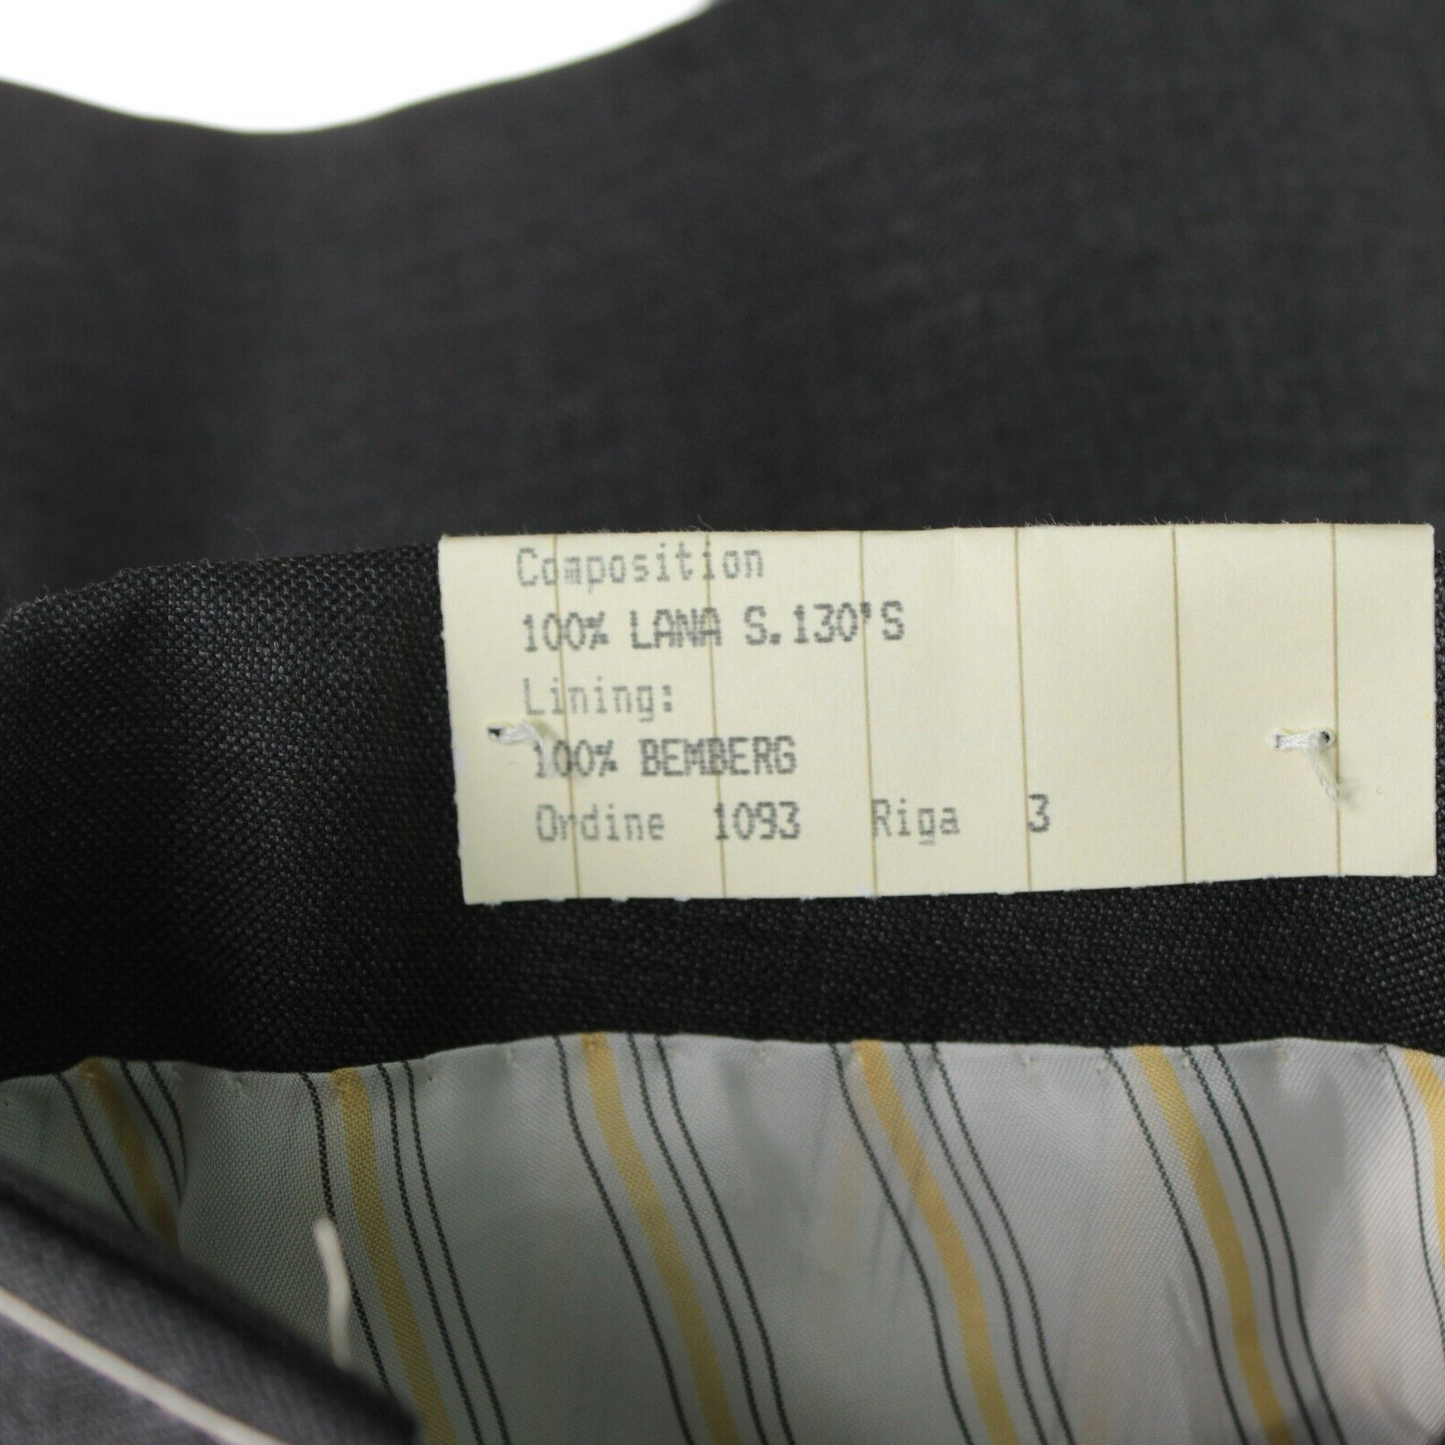 Composition
100% LANA S.130'S
Lining:
100% BEMBERG
Ordine 1093 Riga 3